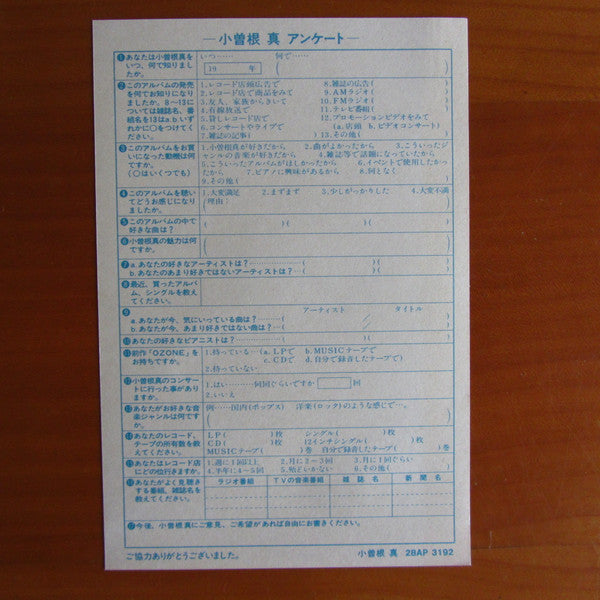 ―小曽根 真 アンケート―
❶あなたは小曽根真を いつ…… 何で……
いつ、何で知りました 19 年 ( )
か。
❷このアルバムの発売 1.レコード店頭広告で 8.雑誌の広告( )
を何でお知りになり 2.レコード店で商品をみて 9.AMラジオ( )
ましたか。8〜13に 3.友人、家族からきいて 10.FMラジオ( )
ついては雑誌名、番 4.有線放送で 11.テレビ番組( )
組名を13はa.b.いず 5.貸しレコード店で 12.プロモーションビデオをみて
れかに○をつけてく 6.コンサートやライブで (a.店頭 b.ビデオコンサート)
ださい。 7.雑誌の記事( ) 13.その他( )
❸このアルバムをお買 1.小曽根真が好きだから 2.曲がよかったから 3.こういったジ
いになった動機は何 ャンルの音楽が好きだから 4.雑誌等で話題になっていたから
ですか。 5.こういったアルバムがほしかったから 6.イベントで使用したか
(○はいくつでも) ったから 7.ピアノに興味があるから 8.何となく
9.その他( )
❹このアルバムを聴い 1.大変満足 2.まずまず 3.少しがっかりした 4.大変不満
てどうお感じになり (理由 )
ましたか。
❺このアルバムの中で ( )( )( )
好きな曲は?
❻小曽根真の魅力は何 ( )
ですか。
❼a.あなたの好きなアーティストは?…… ( )( )
b.あなたのあまり好きではないアーティストは?…( )( )
❽最近、買ったアルバ
ム、シングルを教え
てください。
❾ アーティスト タイトル
a.あなたが今、気にいっている曲は?……( / )
b.あなたが今、あまり好きではない曲は?…( / )
❿あなたの好きなピアニストは?……( )( )( )
⓫前作「OZONE」を 1.持っている…(a.LPで b.MUSICテープで
お持ちですか。 c.CDで d.自分で録音したテープで)
2.持っていない
⓬小曽根真のコンサー 1.はい……何回ぐらいですか 回
トに行った事があり 2.いいえ
ますか。
⓭あなたがお好きな音 例…国内(ポップス) 洋楽(ロック)のような感じで…。
楽ジャンルは何です ( )
か。
⓮あなたのレコード、 LP( )枚 シングル( )枚
テープの所有数を教 CD( )枚 12インチシングル( )枚
えてください。 MUSICテープ( )巻 自分で録音したテープ( )巻
⓯あなたはレコード店 1.週に1回以上 2.月に2〜3回 3.月に1回ぐらい
にどの位行きますか。 4.半年に4〜5回 5.殆どいかない 6.その他( )
⓰あなたがよく見聴き ラジオ番組 TVの音楽番組 雑誌名 新聞名
する番組、雑誌名を
教えてください。
⓱今後、小曽根真にご意見、ご希望があれば自由にお書きください。
ご協力ありがとうございました。 小曽根 真 28AP 3192